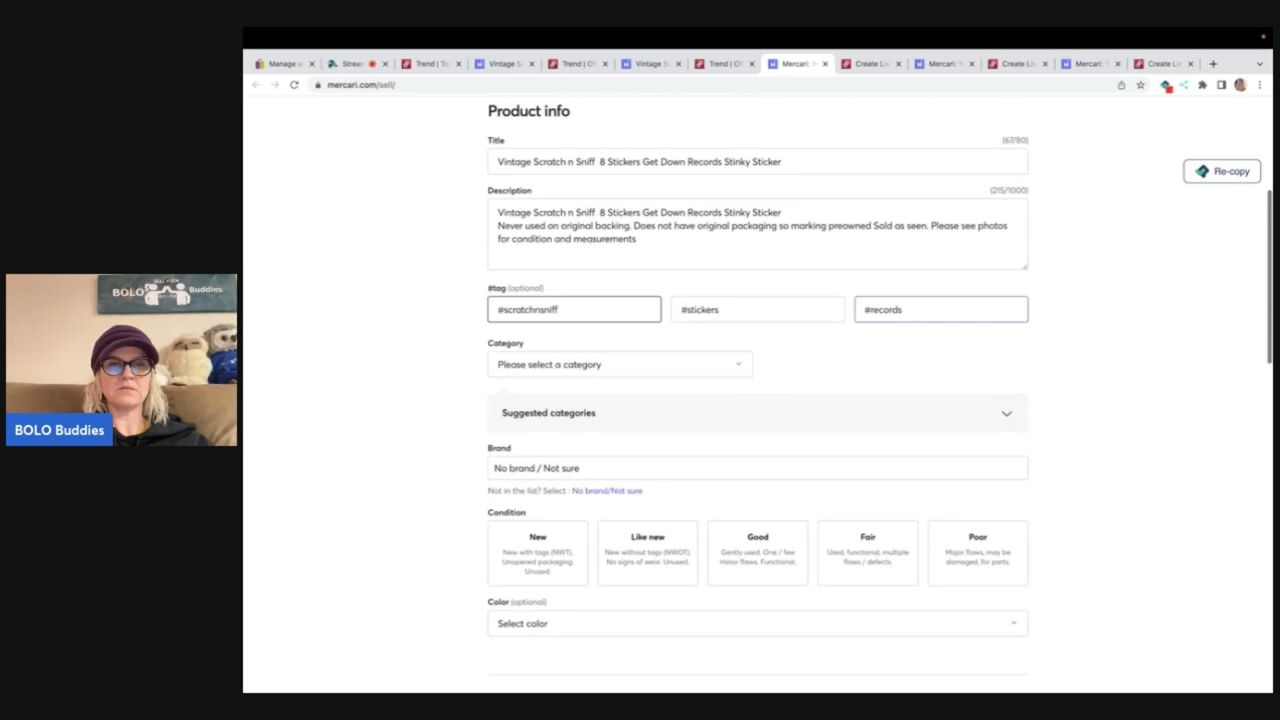 Manage a
Stream
Trend | To
Vintage S
Trend | O
Vintage S
Trend | O
Mercari: Y
Create Lis
Mercari: Y
Create Lis
Mercari: Y
Create Lis
mercari.com/sell/
Product info
Title
(67/80)
Vintage Scratch n Sniff 8 Stickers Get Down Records Stinky Sticker
Re-copy
Description
(215/1000)
Vintage Scratch n Sniff 8 Stickers Get Down Records Stinky Sticker
Never used on original backing. Does not have original packaging so marking preowned Sold as seen. Please see photos
for condition and measurements
#tag (optional)
#scratchnsniff
#stickers
#records
Category
Please select a category
Suggested categories
Brand
No brand / Not sure
Not in the list? Select : No brand/Not sure
Condition
New
New with tags (NWT).
Unopened packaging.
Unused.
Like new
New without tags (NWOT).
No signs of wear. Unused.
Good
Gently used. One / few
minor flaws. Functional.
Fair
Used, functional, multiple
flaws / defects.
Poor
Major flaws, may be
damaged, for parts.
Color (optional)
Select color
BOLO Buddies
BOLO Buddies